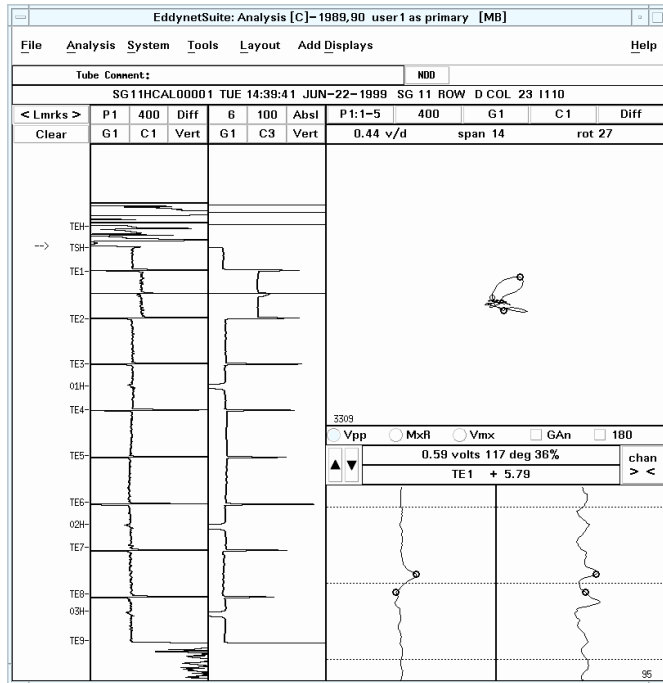 EddynetSuite: Analysis [C]-1989,90 user1 as primary [MB]
File Analysis System Tools Layout Add Displays Help
Tube Comment: NDD
SG11HCAL00001 TUE 14:39:41 JUN-22-1999 SG 11 ROW D COL 23 I110
< Lmrks > P1 400 Diff 6 100 Absl P1:1-5 400 G1 C1 Diff
Clear G1 C1 Vert G1 C3 Vert 0.44 v/d span 14 rot 27
TEH
--> TSH
TE1
TE2
TE3
01H
TE4
TE5
TE6
02H
TE7
TE8
03H
TE9
3309
Vpp MxR Vmx GAn 180
0.59 volts 117 deg 36% chan
TE1 + 5.79 > <
95